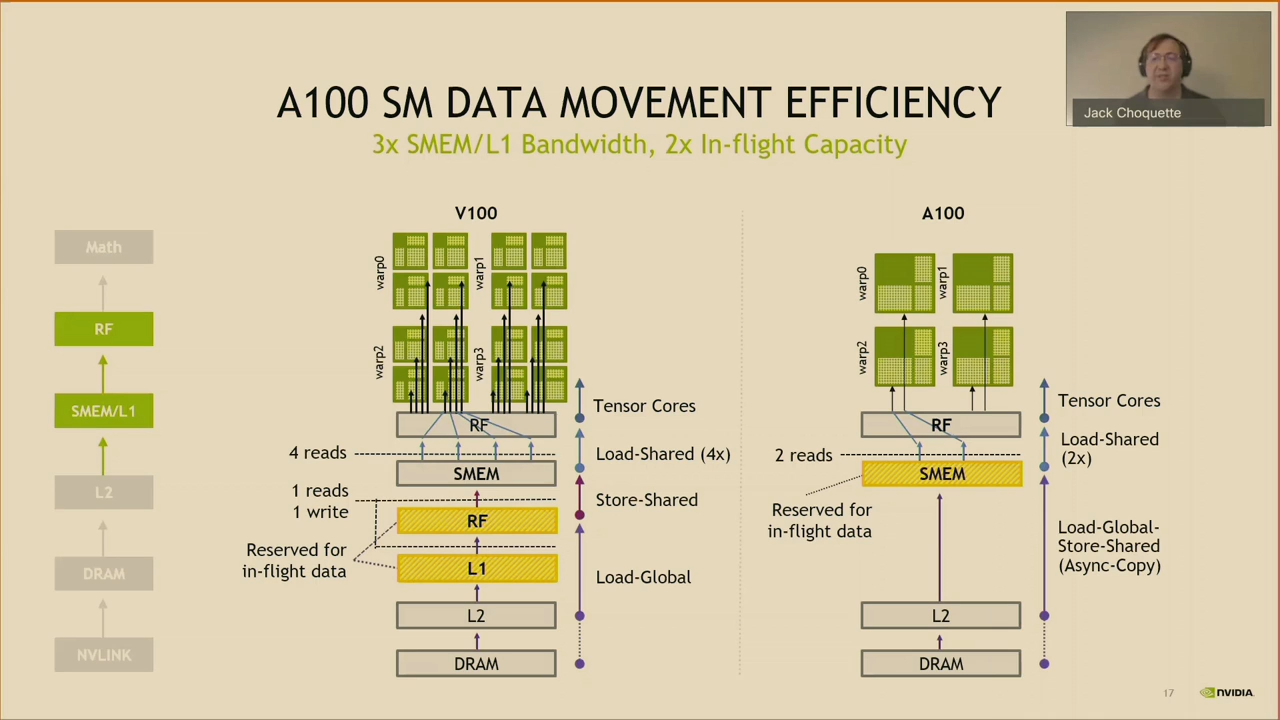 Jack Choquette
A100 SM DATA MOVEMENT EFFICIENCY
3x SMEM/L1 Bandwidth, 2x In-flight Capacity
Math
RF
SMEM/L1
L2
DRAM
NVLINK
V100
warp0
warp1
warp2
warp3
RF
SMEM
RF
L1
L2
DRAM
4 reads
1 reads
1 write
Reserved for
in-flight data
Tensor Cores
Load-Shared (4x)
Store-Shared
Load-Global
A100
warp0
warp1
warp2
warp3
RF
SMEM
L2
DRAM
2 reads
Reserved for
in-flight data
Tensor Cores
Load-Shared
(2x)
Load-Global-
Store-Shared
(Async-Copy)
17
NVIDIA